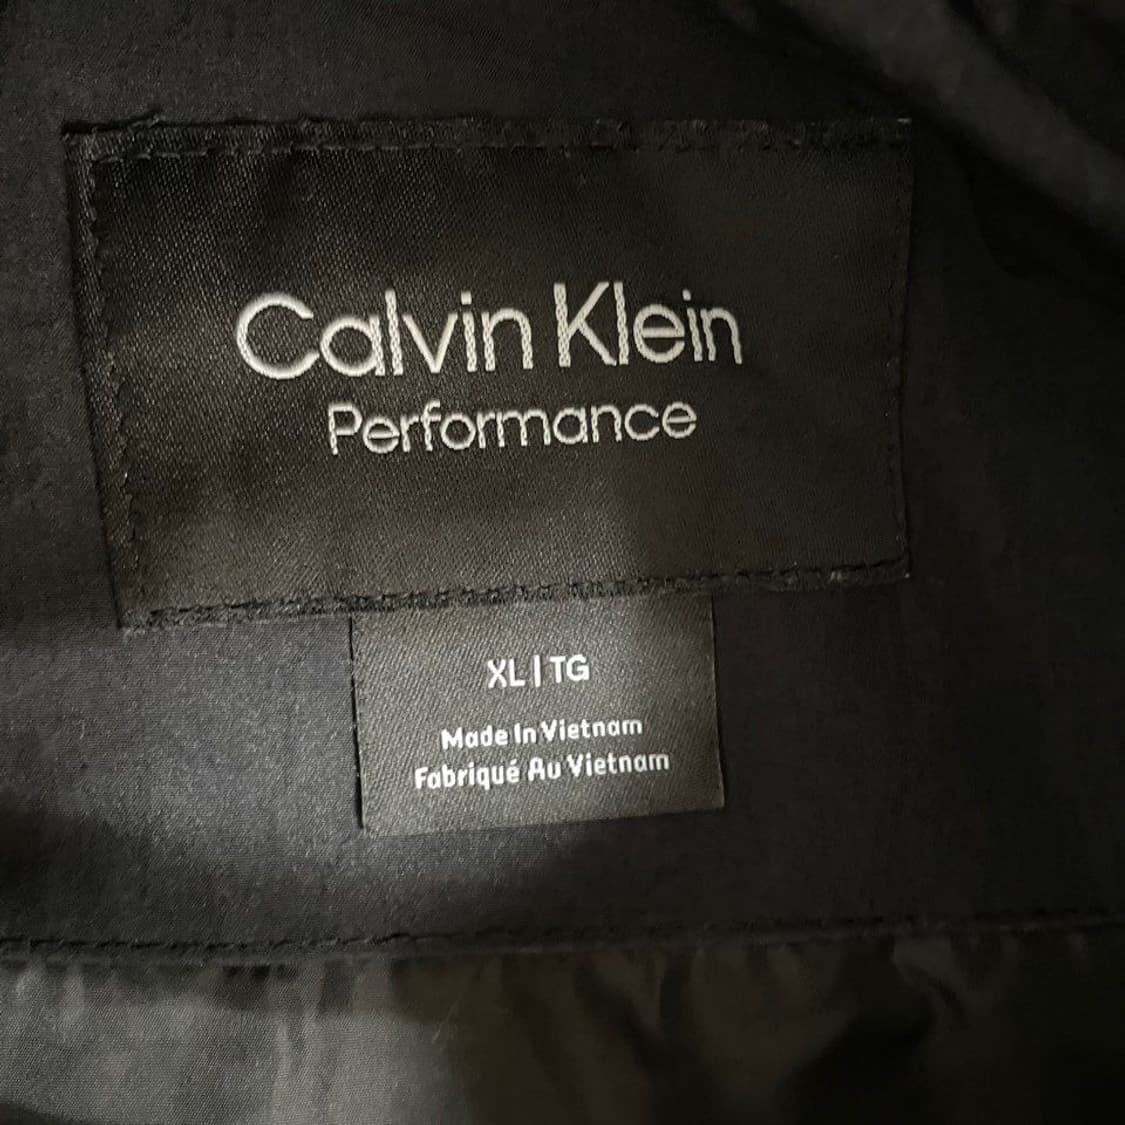 Calvin Klein
Performance
XL | TG
Made In Vietnam
Fabriqué Au Vietnam